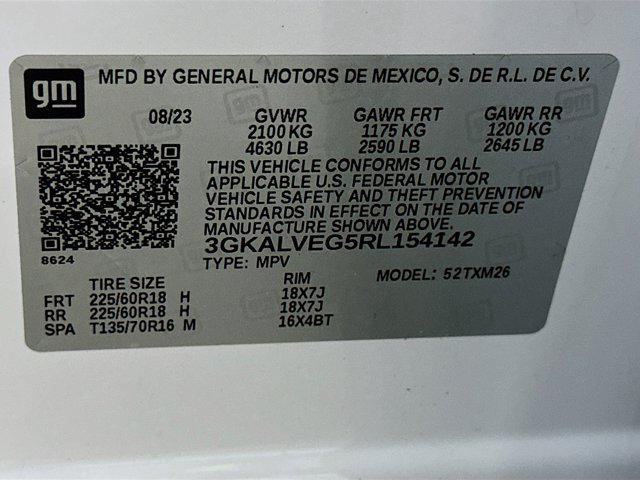 gm
MFD BY GENERAL MOTORS DE MEXICO, S. DE R.L. DE C.V.
08/23 GVWR GAWR FRT GAWR RR
2100 KG 1175 KG 1200 KG
4630 LB 2590 LB 2645 LB
THIS VEHICLE CONFORMS TO ALL
APPLICABLE U.S. FEDERAL MOTOR
VEHICLE SAFETY AND THEFT PREVENTION
STANDARDS IN EFFECT ON THE DATE OF
MANUFACTURE SHOWN ABOVE.
3GKALVEG5RL154142
8624
TYPE: MPV MODEL: 52TXM26
TIRE SIZE RIM
FRT 225/60R18 H 18X7J
RR 225/60R18 H 18X7J
SPA T135/70R16 M 16X4BT